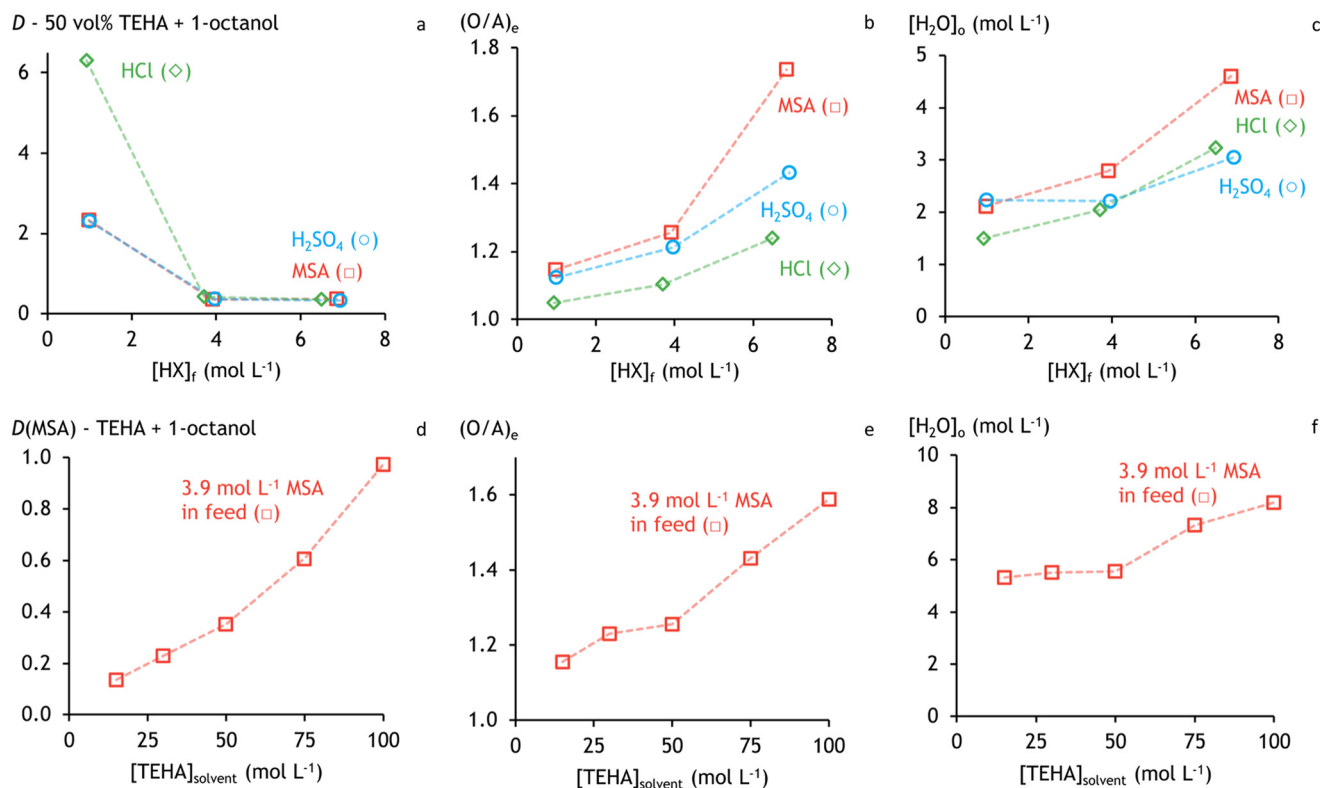 D - 50 vol% TEHA + 1-octanol
a
6
4
2
0
0
2
4
6
8
HCl (◇)
H₂SO₄ (○)
MSA (□)
[HX]f (mol L⁻¹)
(O/A)e
b
1.8
1.6
1.4
1.2
1.0
0
2
4
6
8
MSA (□)
H₂SO₄ (○)
HCl (◇)
[HX]f (mol L⁻¹)
[H₂O]o (mol L⁻¹)
c
5
4
3
2
1
0
0
2
4
6
8
MSA (□)
HCl (◇)
H₂SO₄ (○)
[HX]f (mol L⁻¹)
D(MSA) - TEHA + 1-octanol
d
1.0
0.8
0.6
0.4
0.2
0.0
0
25
50
75
100
3.9 mol L⁻¹ MSA
in feed (□)
[TEHA]solvent (mol L⁻¹)
(O/A)e
e
1.6
1.4
1.2
1.0
0
25
50
75
100
3.9 mol L⁻¹ MSA
in feed (□)
[TEHA]solvent (mol L⁻¹)
[H₂O]o (mol L⁻¹)
f
10
8
6
4
2
0
0
25
50
75
100
3.9 mol L⁻¹ MSA
in feed (□)
[TEHA]solvent (mol L⁻¹)